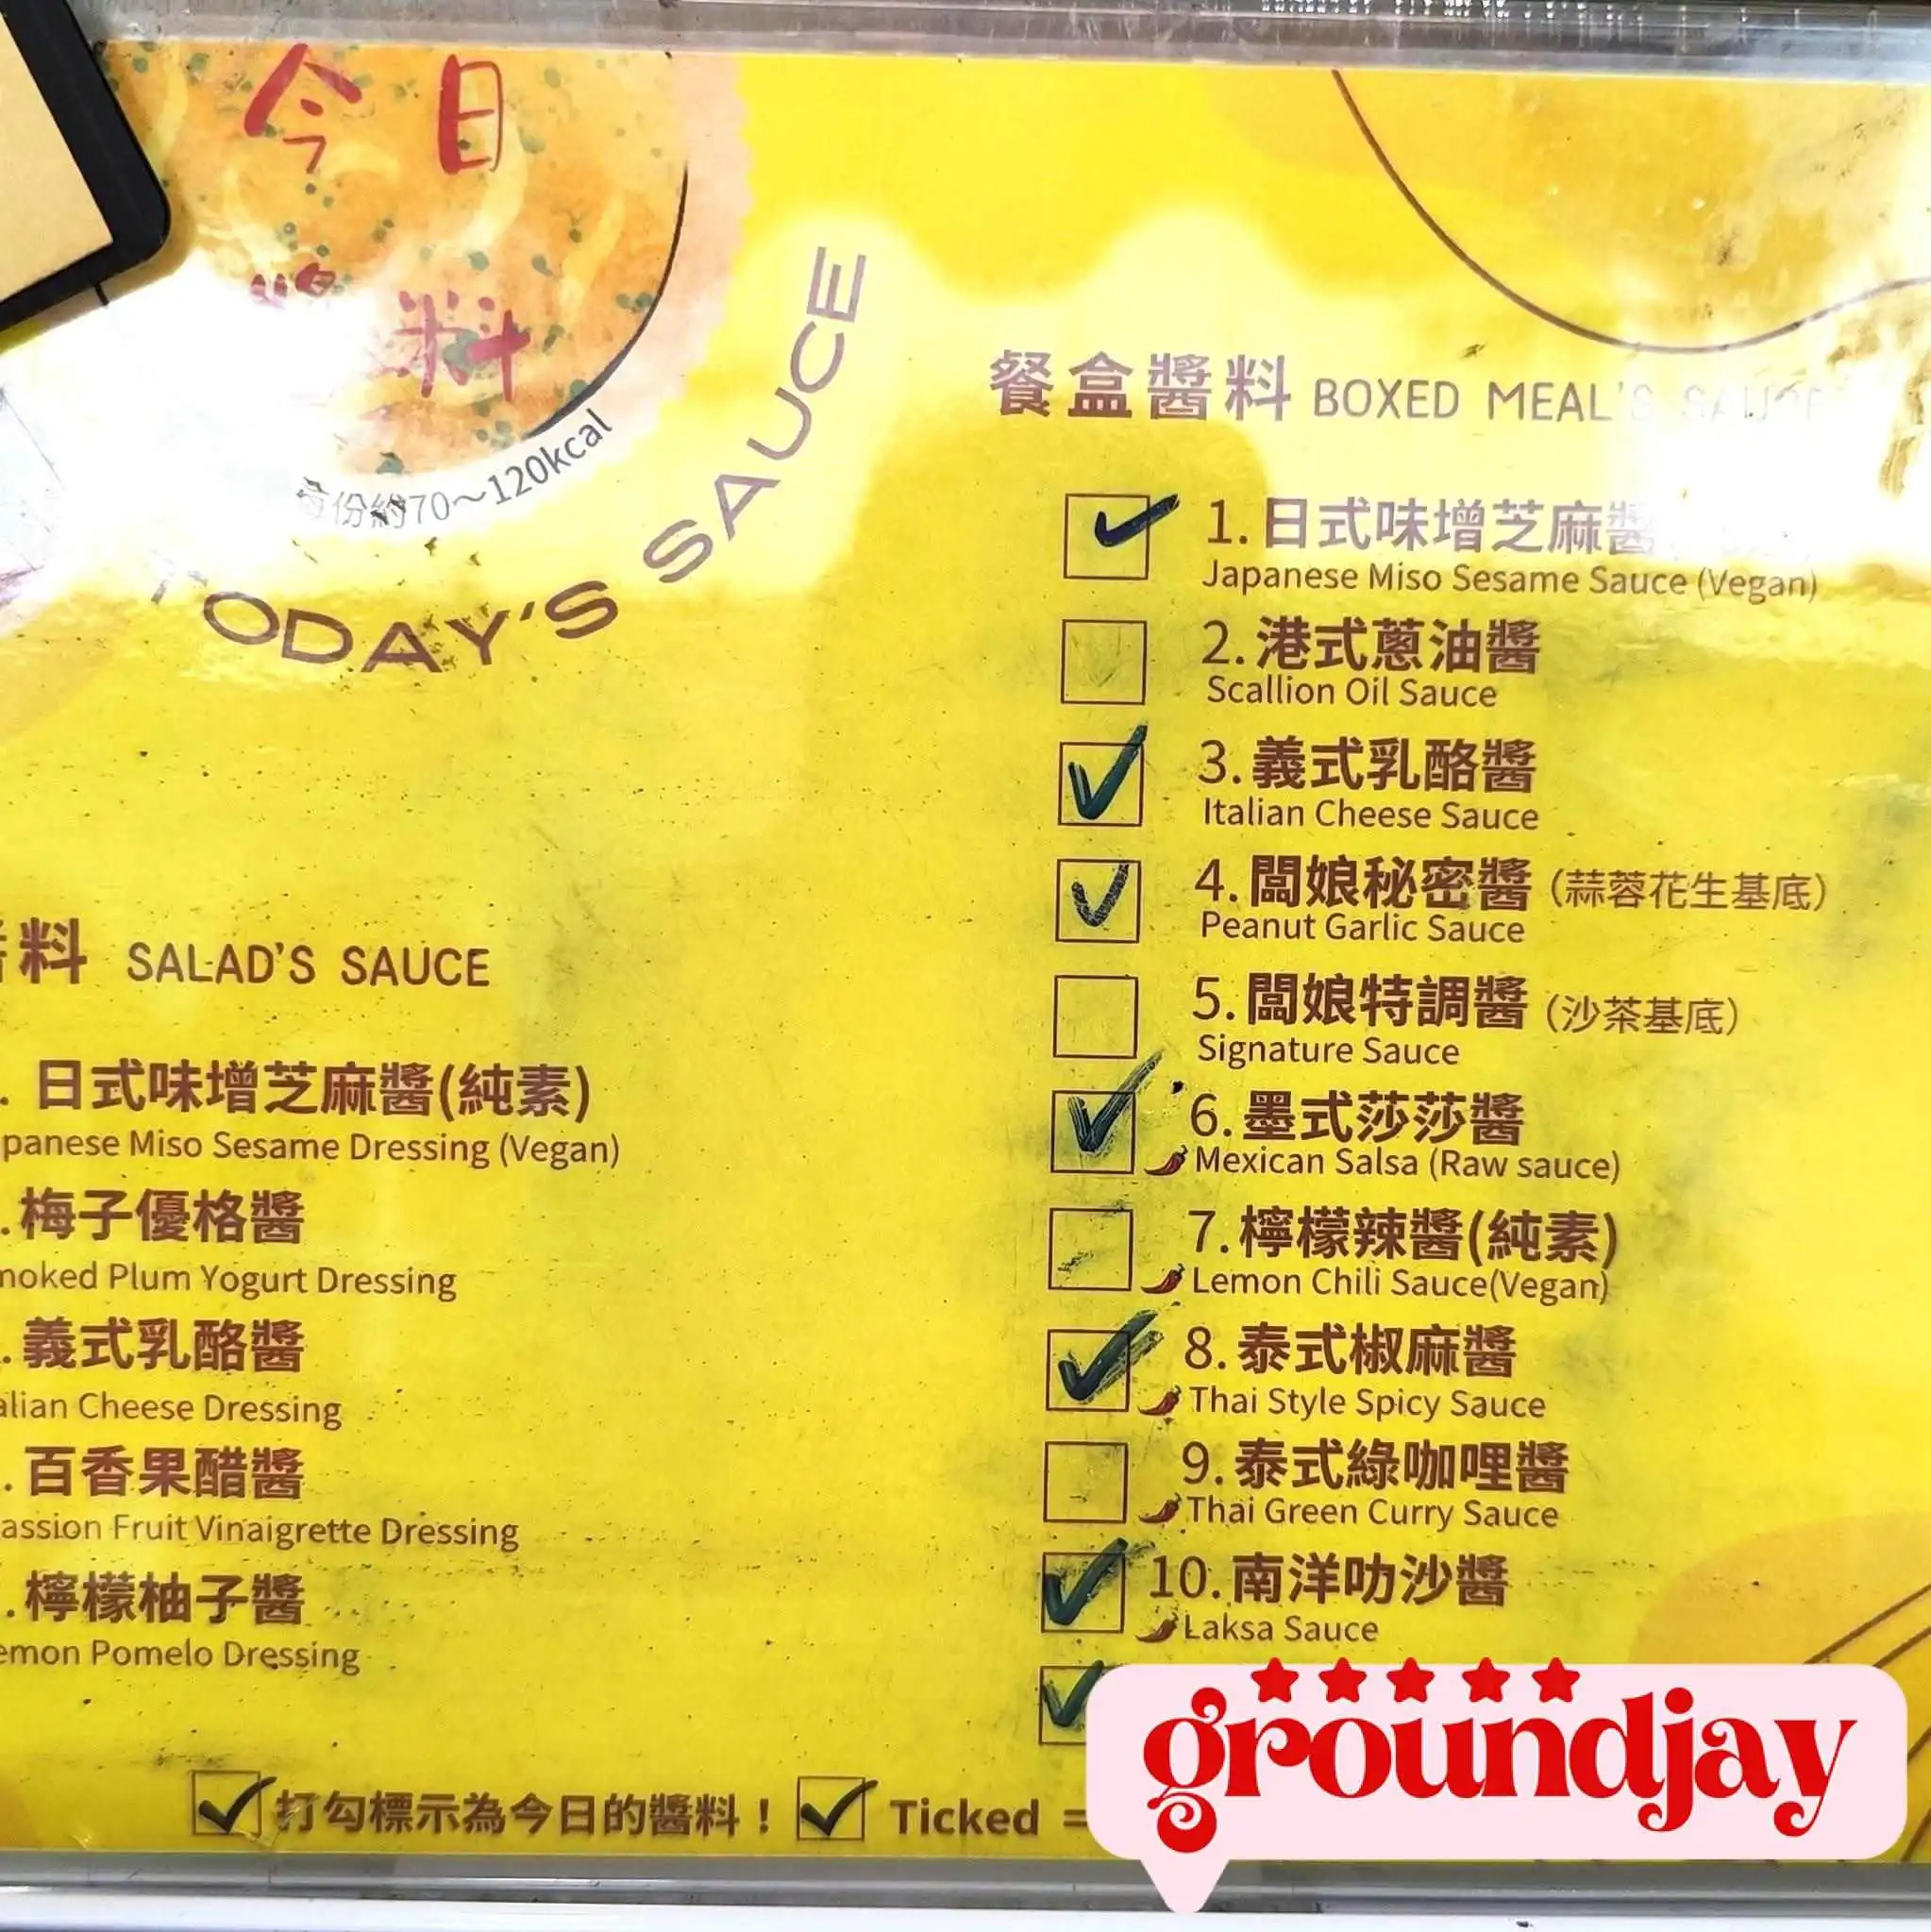 今日
醬料
每份約70~120kcal
TODAY'S SAUCE
餐盒醬料 BOXED MEAL'S SAUCE
1. 日式味增芝麻醬
Japanese Miso Sesame Sauce (Vegan)
2. 港式蔥油醬
Scallion Oil Sauce
3. 義式乳酪醬
Italian Cheese Sauce
4. 闆娘秘密醬 (蒜蓉花生基底)
Peanut Garlic Sauce
5. 闆娘特調醬 (沙茶基底)
Signature Sauce
6. 墨式莎莎醬
Mexican Salsa (Raw sauce)
7. 檸檬辣醬(純素)
Lemon Chili Sauce(Vegan)
8. 泰式椒麻醬
Thai Style Spicy Sauce
9. 泰式綠咖哩醬
Thai Green Curry Sauce
10. 南洋叻沙醬
Laksa Sauce
醬料 SALAD'S SAUCE
. 日式味增芝麻醬(純素)
panese Miso Sesame Dressing (Vegan)
. 梅子優格醬
moked Plum Yogurt Dressing
. 義式乳酪醬
alian Cheese Dressing
. 百香果醋醬
assion Fruit Vinaigrette Dressing
. 檸檬柚子醬
emon Pomelo Dressing
打勾標示為今日的醬料! Ticked =
groundjay